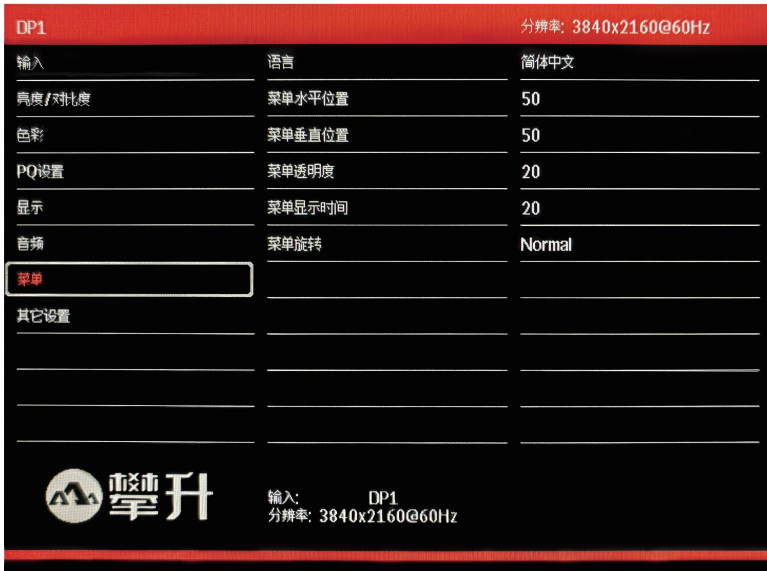 DP1 分辨率: 3840x2160@60Hz
输入 语言 简体中文
亮度/对比度 菜单水平位置 50
色彩 菜单垂直位置 50
PQ设置 菜单透明度 20
显示 菜单显示时间 20
音频 菜单旋转 Normal
菜单
其它设置
攀升
输入: DP1
分辨率: 3840x2160@60Hz